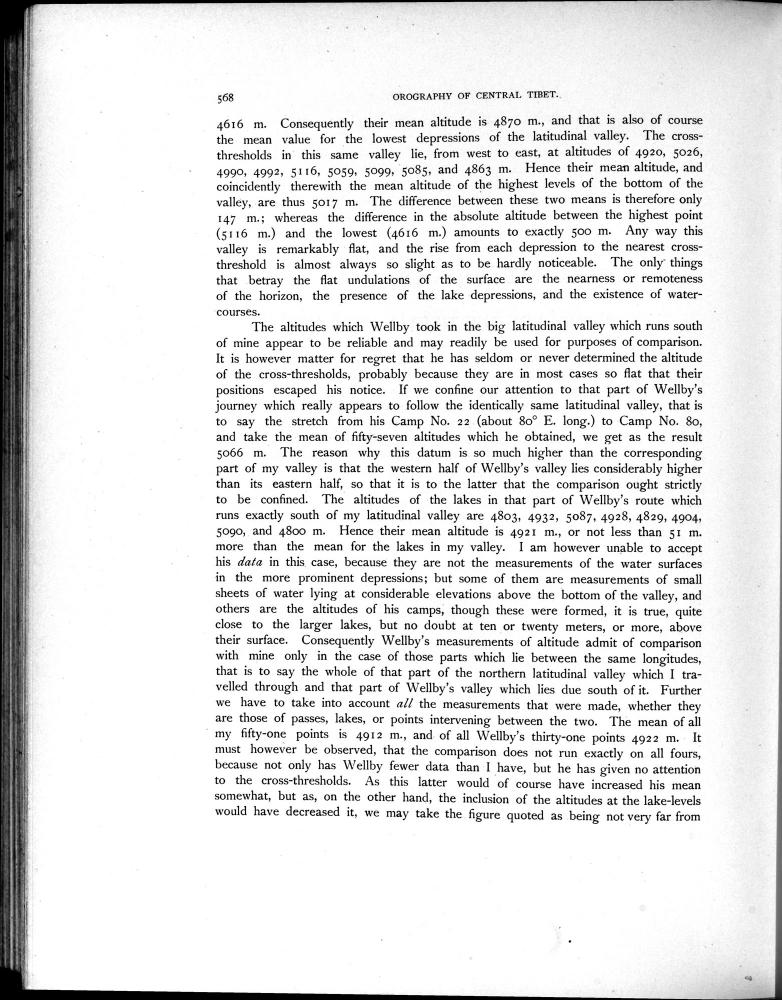 568
OROGRAPHY OF CENTRAL TIBET.
4616 m. Consequently their mean altitude is 4870 m., and that is also of course
the mean value for the lowest depressions of the latitudinal valley. The cross-
thresholds in this same valley lie, from west to east, at altitudes of 4920, 5026,
4990, 4992, 5116, 5059, 5099, 5085, and 4863 m. Hence their mean altitude, and
coincidently therewith the mean altitude of the highest levels of the bottom of the
valley, are thus 5017 m. The difference between these two means is therefore only
147 m.; whereas the difference in the absolute altitude between the highest point
(5116 m.) and the lowest (4616 m.) amounts to exactly 500 m. Any way this
valley is remarkably flat, and the rise from each depression to the nearest cross-
threshold is almost always so slight as to be hardly noticeable. The only things
that betray the flat undulations of the surface are the nearness or remoteness
of the horizon, the presence of the lake depressions, and the existence of water-
courses.
The altitudes which Wellby took in the big latitudinal valley which runs south
of mine appear to be reliable and may readily be used for purposes of comparison.
It is however matter for regret that he has seldom or never determined the altitude
of the cross-thresholds, probably because they are in most cases so flat that their
positions escaped his notice. If we confine our attention to that part of Wellby's
journey which really appears to follow the identically same latitudinal valley, that is
to say the stretch from his Camp No. 22 (about 80° E. long.) to Camp No. 80,
and take the mean of fifty-seven altitudes which he obtained, we get as the result
5066 m. The reason why this datum is so much higher than the corresponding
part of my valley is that the western half of Wellby's valley lies considerably higher
than its eastern half, so that it is to the latter that the comparison ought strictly
to be confined. The altitudes of the lakes in that part of Wellby's route which
runs exactly south of my latitudinal valley are 4803, 4932, 5087, 4928, 4829, 4904,
5090, and 4800 m. Hence their mean altitude is 4921 m., or not less than 51 m.
more than the mean for the lakes in my valley. I am however unable to accept
his data in this case, because they are not the measurements of the water surfaces
in the more prominent depressions; but some of them are measurements of small
sheets of water lying at considerable elevations above the bottom of the valley, and
others are the altitudes of his camps, though these were formed, it is true, quite
close to the larger lakes, but no doubt at ten or twenty meters, or more, above
their surface. Consequently Wellby's measurements of altitude admit of comparison
with mine only in the case of those parts which lie between the same longitudes,
that is to say the whole of that part of the northern latitudinal valley which I tra-
velled through and that part of Wellby's valley which lies due south of it. Further
we have to take into account all the measurements that were made, whether they
are those of passes, lakes, or points intervening between the two. The mean of all
my fifty-one points is 4912 m., and of all Wellby's thirty-one points 4922 m. It
must however be observed, that the comparison does not run exactly on all fours,
because not only has Wellby fewer data than I have, but he has given no attention
to the cross-thresholds. As this latter would of course have increased his mean
somewhat, but as, on the other hand, the inclusion of the altitudes at the lake-levels
would have decreased it, we may take the figure quoted as being not very far from